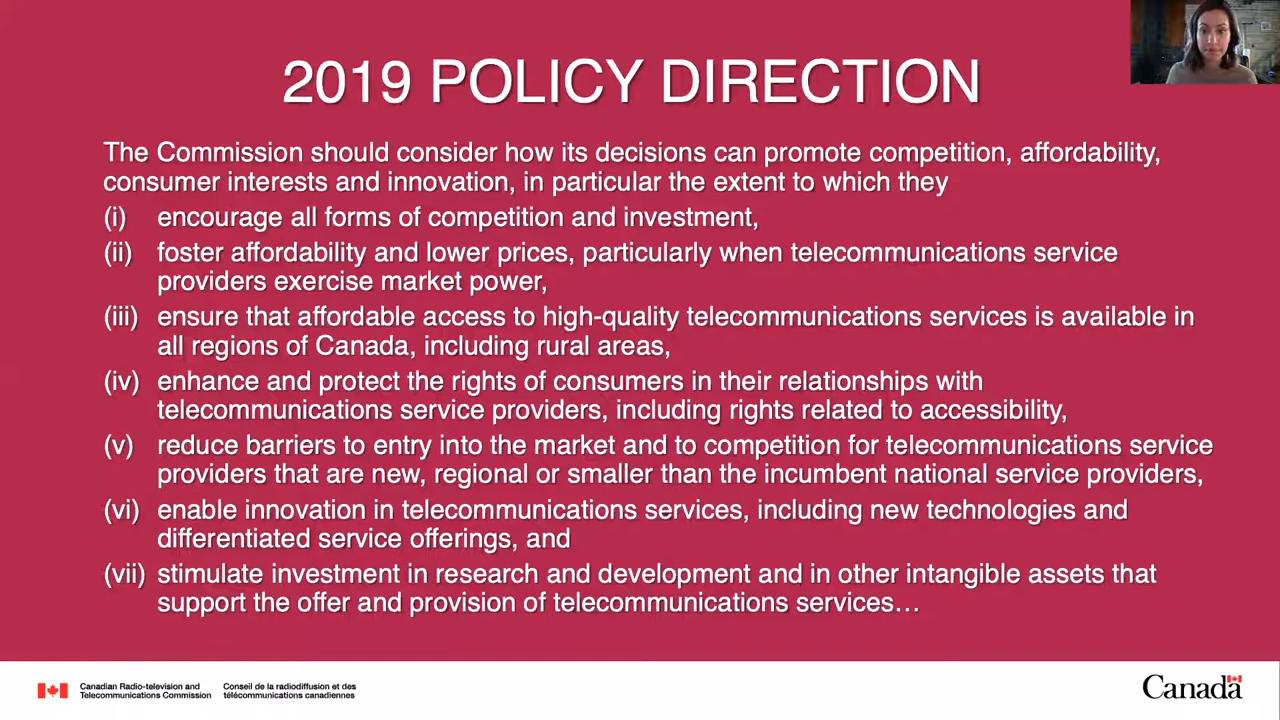 2019 POLICY DIRECTION
The Commission should consider how its decisions can promote competition, affordability,
consumer interests and innovation, in particular the extent to which they
(i) encourage all forms of competition and investment,
(ii) foster affordability and lower prices, particularly when telecommunications service
providers exercise market power,
(iii) ensure that affordable access to high-quality telecommunications services is available in
all regions of Canada, including rural areas,
(iv) enhance and protect the rights of consumers in their relationships with
telecommunications service providers, including rights related to accessibility,
(v) reduce barriers to entry into the market and to competition for telecommunications service
providers that are new, regional or smaller than the incumbent national service providers,
(vi) enable innovation in telecommunications services, including new technologies and
differentiated service offerings, and
(vii) stimulate investment in research and development and in other intangible assets that
support the offer and provision of telecommunications services…
Canadian Radio-television and
Telecommunications Commission
Conseil de la radiodiffusion et des
télécommunications canadiennes
Canada